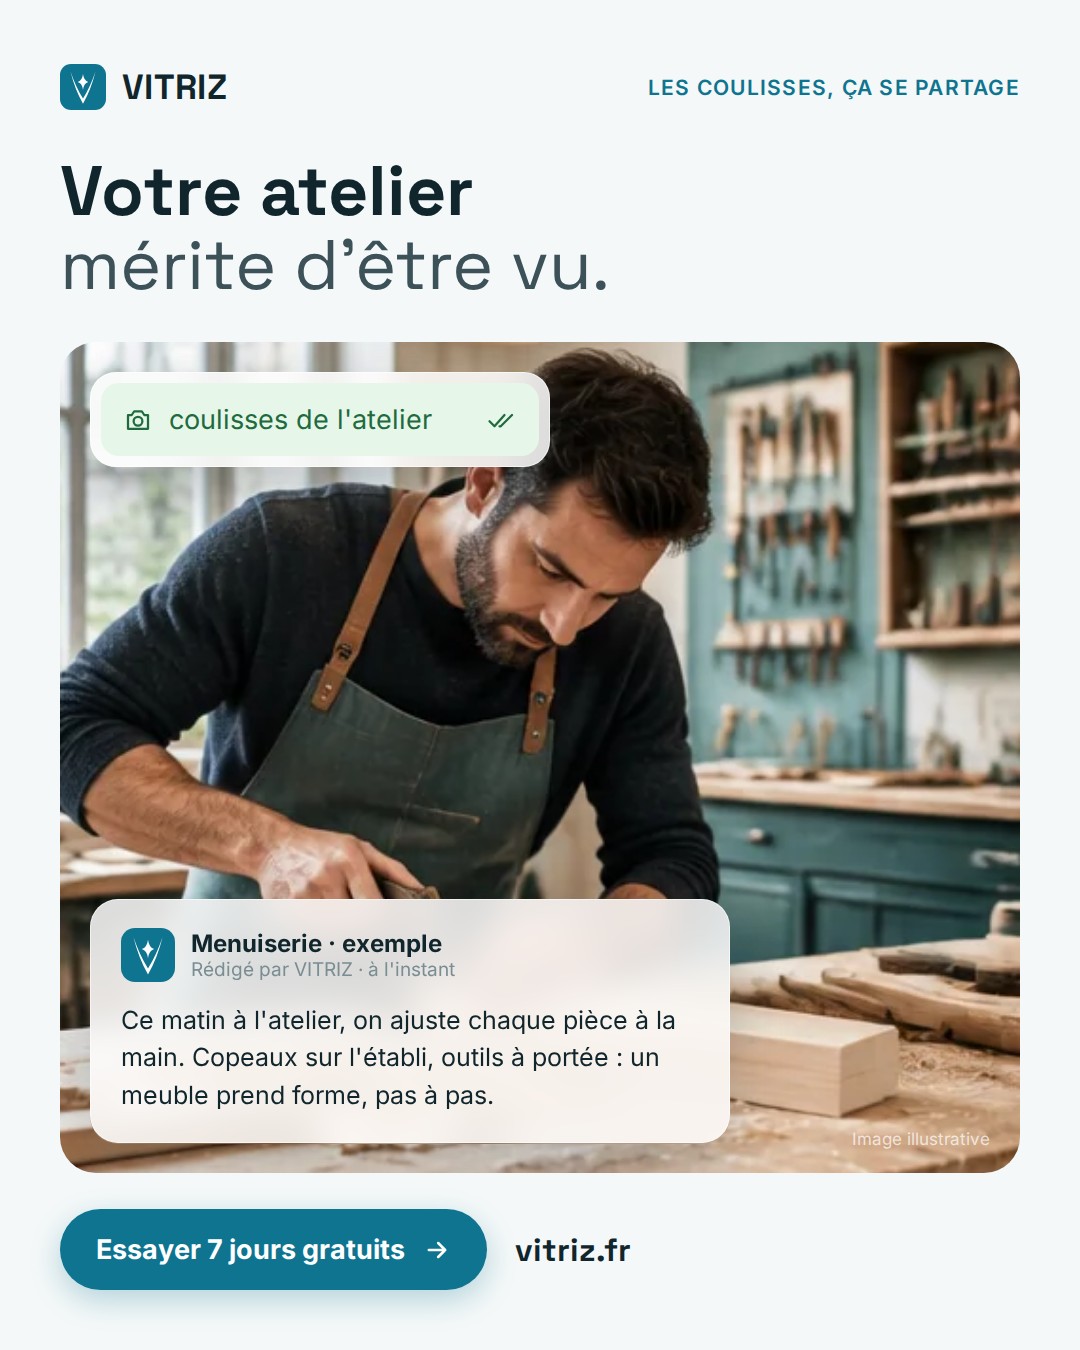 VITRIZ
LES COULISSES, ÇA SE PARTAGE
Votre atelier
mérite d’être vu.
coulisses de l'atelier
Menuiserie · exemple
Rédigé par VITRIZ · à l'instant
Ce matin à l'atelier, on ajuste chaque pièce à la
main. Copeaux sur l'établi, outils à portée : un
meuble prend forme, pas à pas.
Image illustrative
Essayer 7 jours gratuits →
vitriz.fr